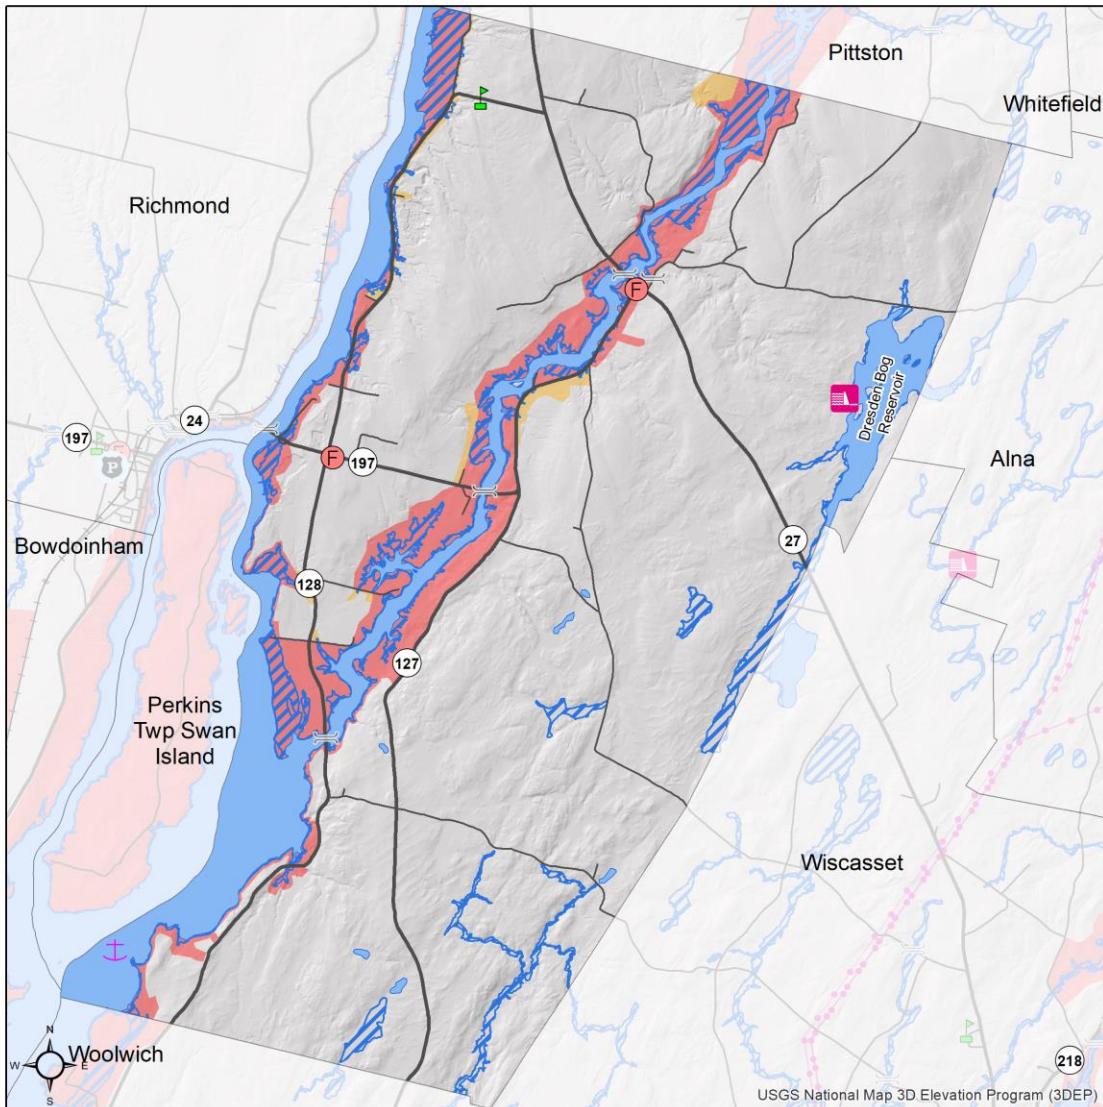 Pittston
Whitefield
Richmond
Dresden Bog
Reservoir
F
24
197
P
F
197
Alna
Bowdoinham
27
128
127
Perkins
Twp Swan
Island
Wiscasset
N
W
E
S
Woolwich
218
USGS National Map 3D Elevation Program (3DEP)